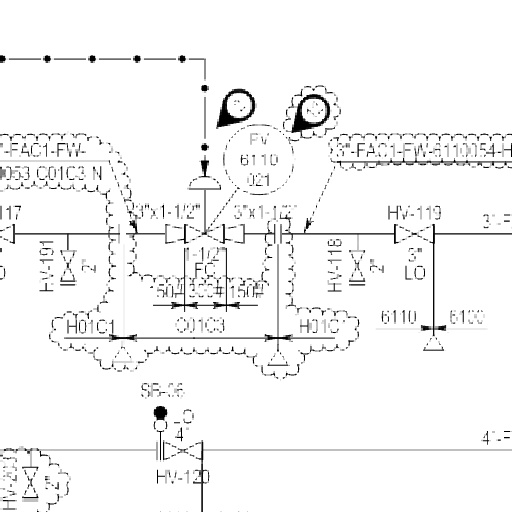 FV
6110
021
"-FAC1-FW-
0053 C01C3 N
3"-FAC1-FW-6110054-H
3"x1-1/2"
3"x1-1/2"
117
HV-119
3"-F
1-1/2"
FC
HV-191
2"
HV-118
2"
3"
LO
150#
300#
150#
H01C1
C01C3
H01C1
6110
6100
SB-06
LO
4"
4"-F
HV-120
2"